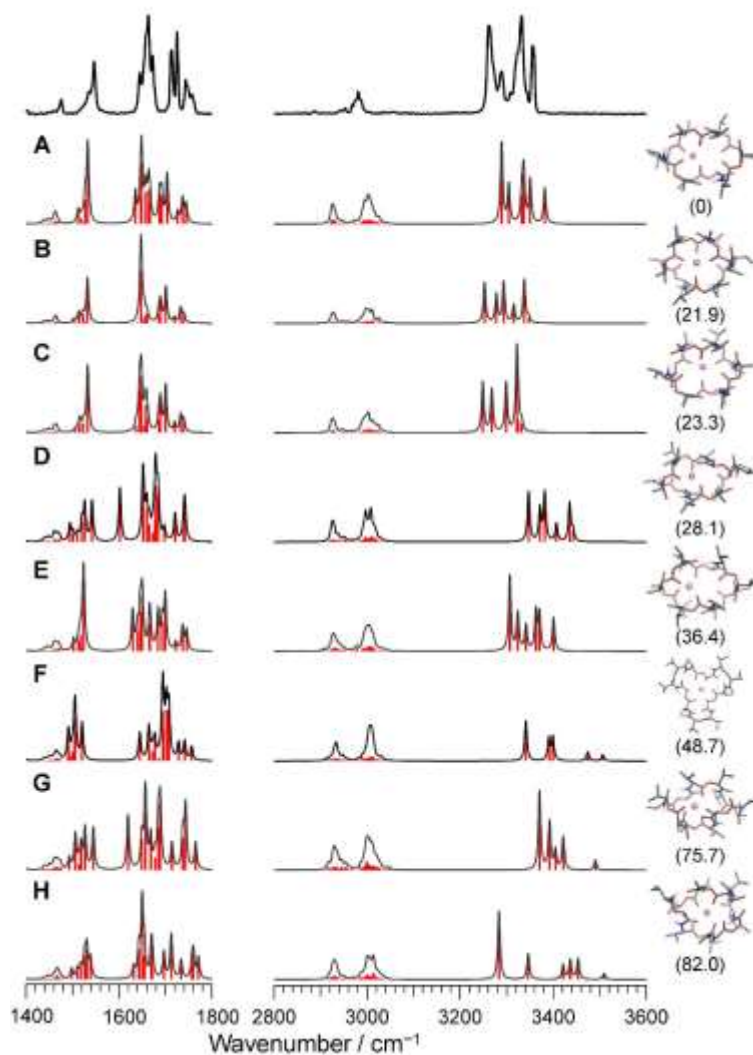 A
(0)
B
(21.9)
C
(23.3)
D
(28.1)
E
(36.4)
F
(48.7)
G
(75.7)
H
(82.0)
1400 1600 1800 2800 3000 3200 3400 3600
Wavenumber / cm⁻¹